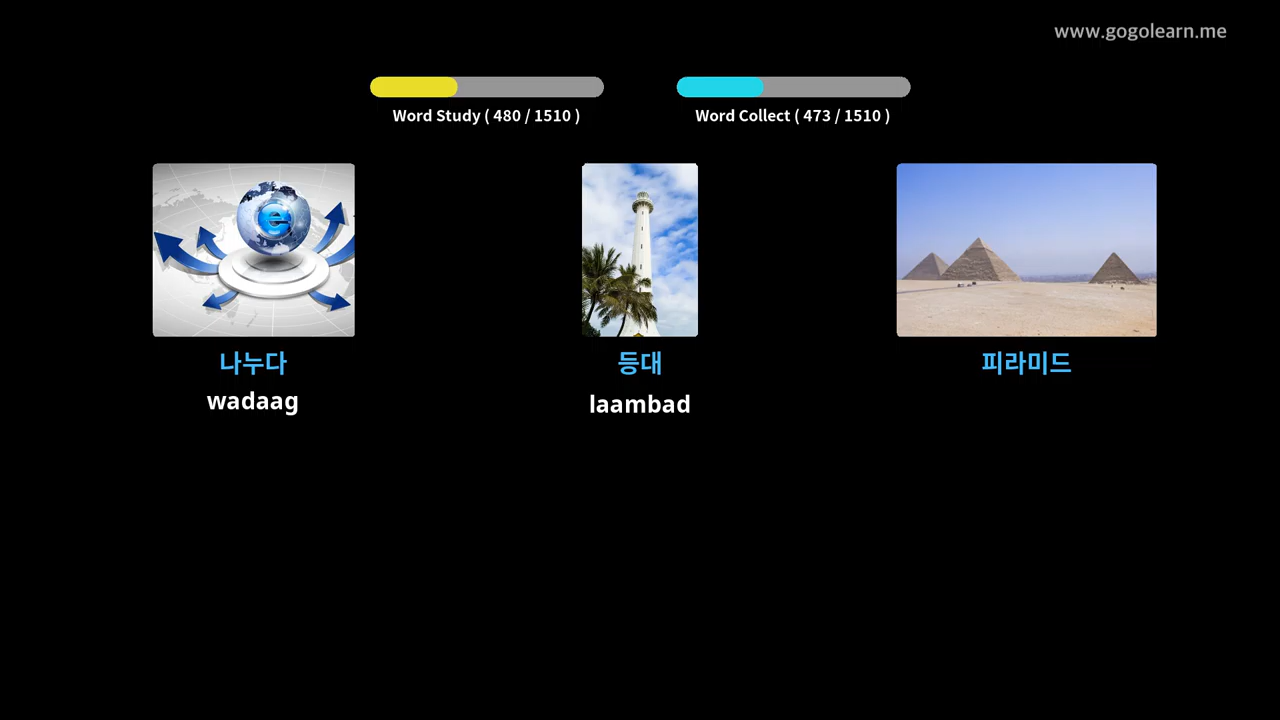 www.gogolearn.me
Word Study ( 480 / 1510 )
Word Collect ( 473 / 1510 )
e
나누다
등대
피라미드
wadaag
laambad